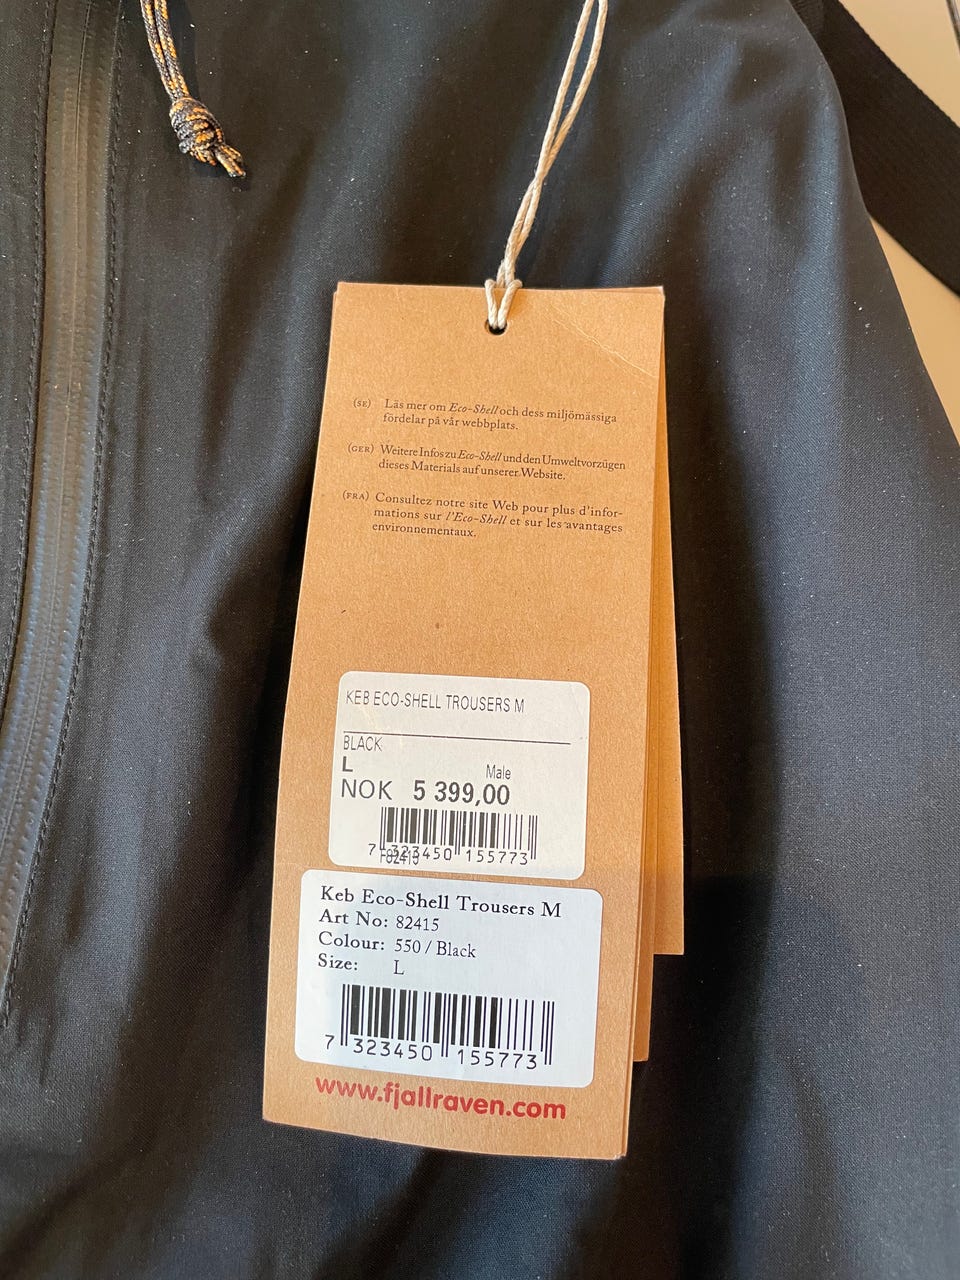 (SE) Läs mer om Eco-Shell och dess miljömässiga
fördelar på vår webbplats.
(GER) Weitere Infos zu Eco-Shell und den Umweltvorzügen
dieses Materials auf unserer Website.
(FRA) Consultez notre site Web pour plus d'infor-
mations sur l'Eco-Shell et sur les avantages
environnementaux.
KEB ECO-SHELL TROUSERS M
BLACK
L Male
NOK 5 399,00
7 323450 155773
F82415
Keb Eco-Shell Trousers M
Art No: 82415
Colour: 550 / Black
Size: L
7 323450 155773
www.fjallraven.com